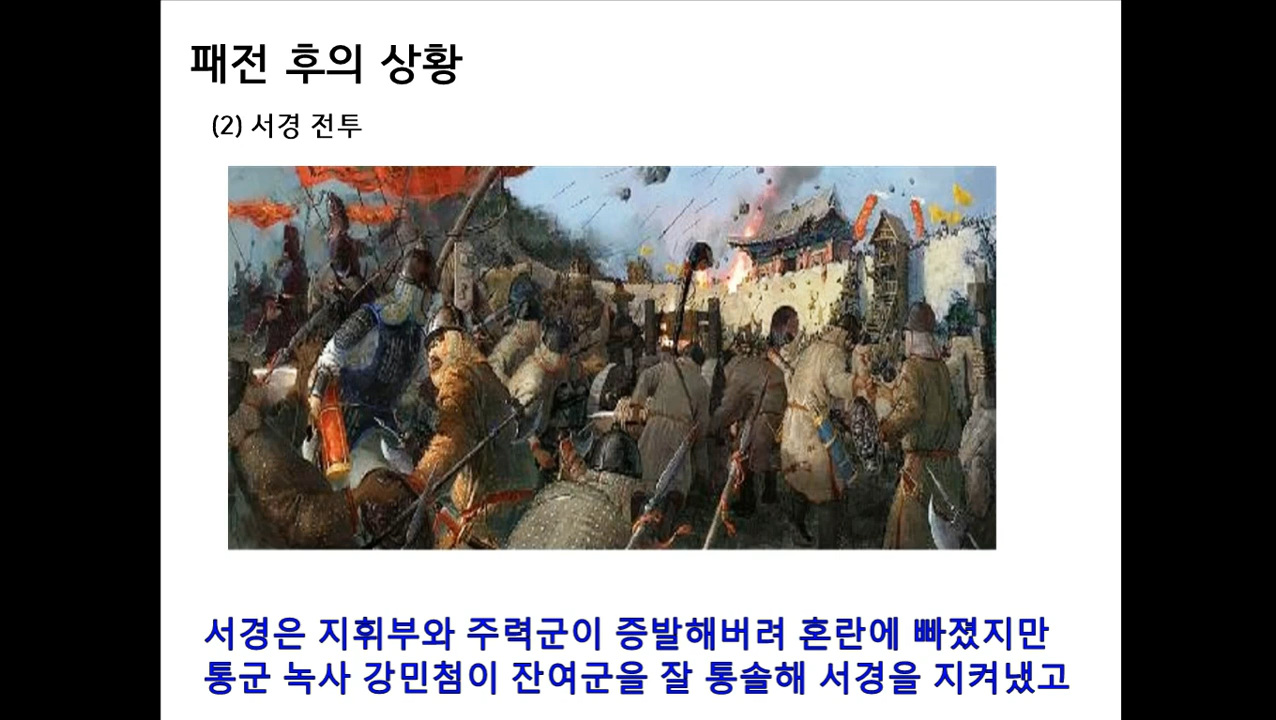 패전 후의 상황
(2) 서경 전투
서경은 지휘부와 주력군이 증발해버려 혼란에 빠졌지만
통군 녹사 강민첨이 잔여군을 잘 통솔해 서경을 지켜냈고